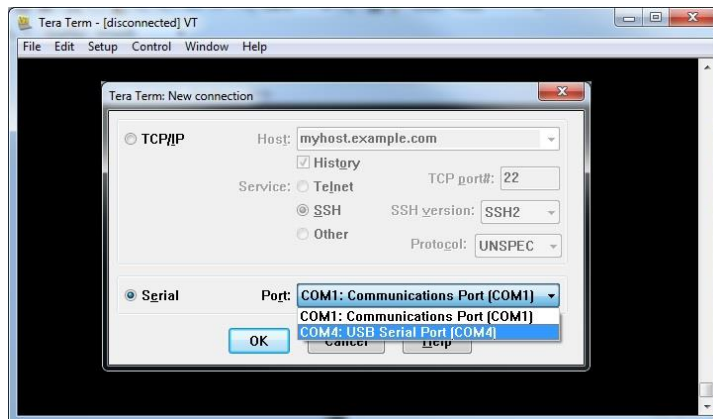 Tera Term - [disconnected] VT
File Edit Setup Control Window Help
Tera Term: New connection
TCP/IP Host: myhost.example.com
History
Service: Telnet TCP port#: 22
SSH SSH version: SSH2
Other Protocol: UNSPEC
Serial Port: COM1: Communications Port (COM1)
COM1: Communications Port (COM1)
COM4: USB Serial Port (COM4)
OK Cancel Help